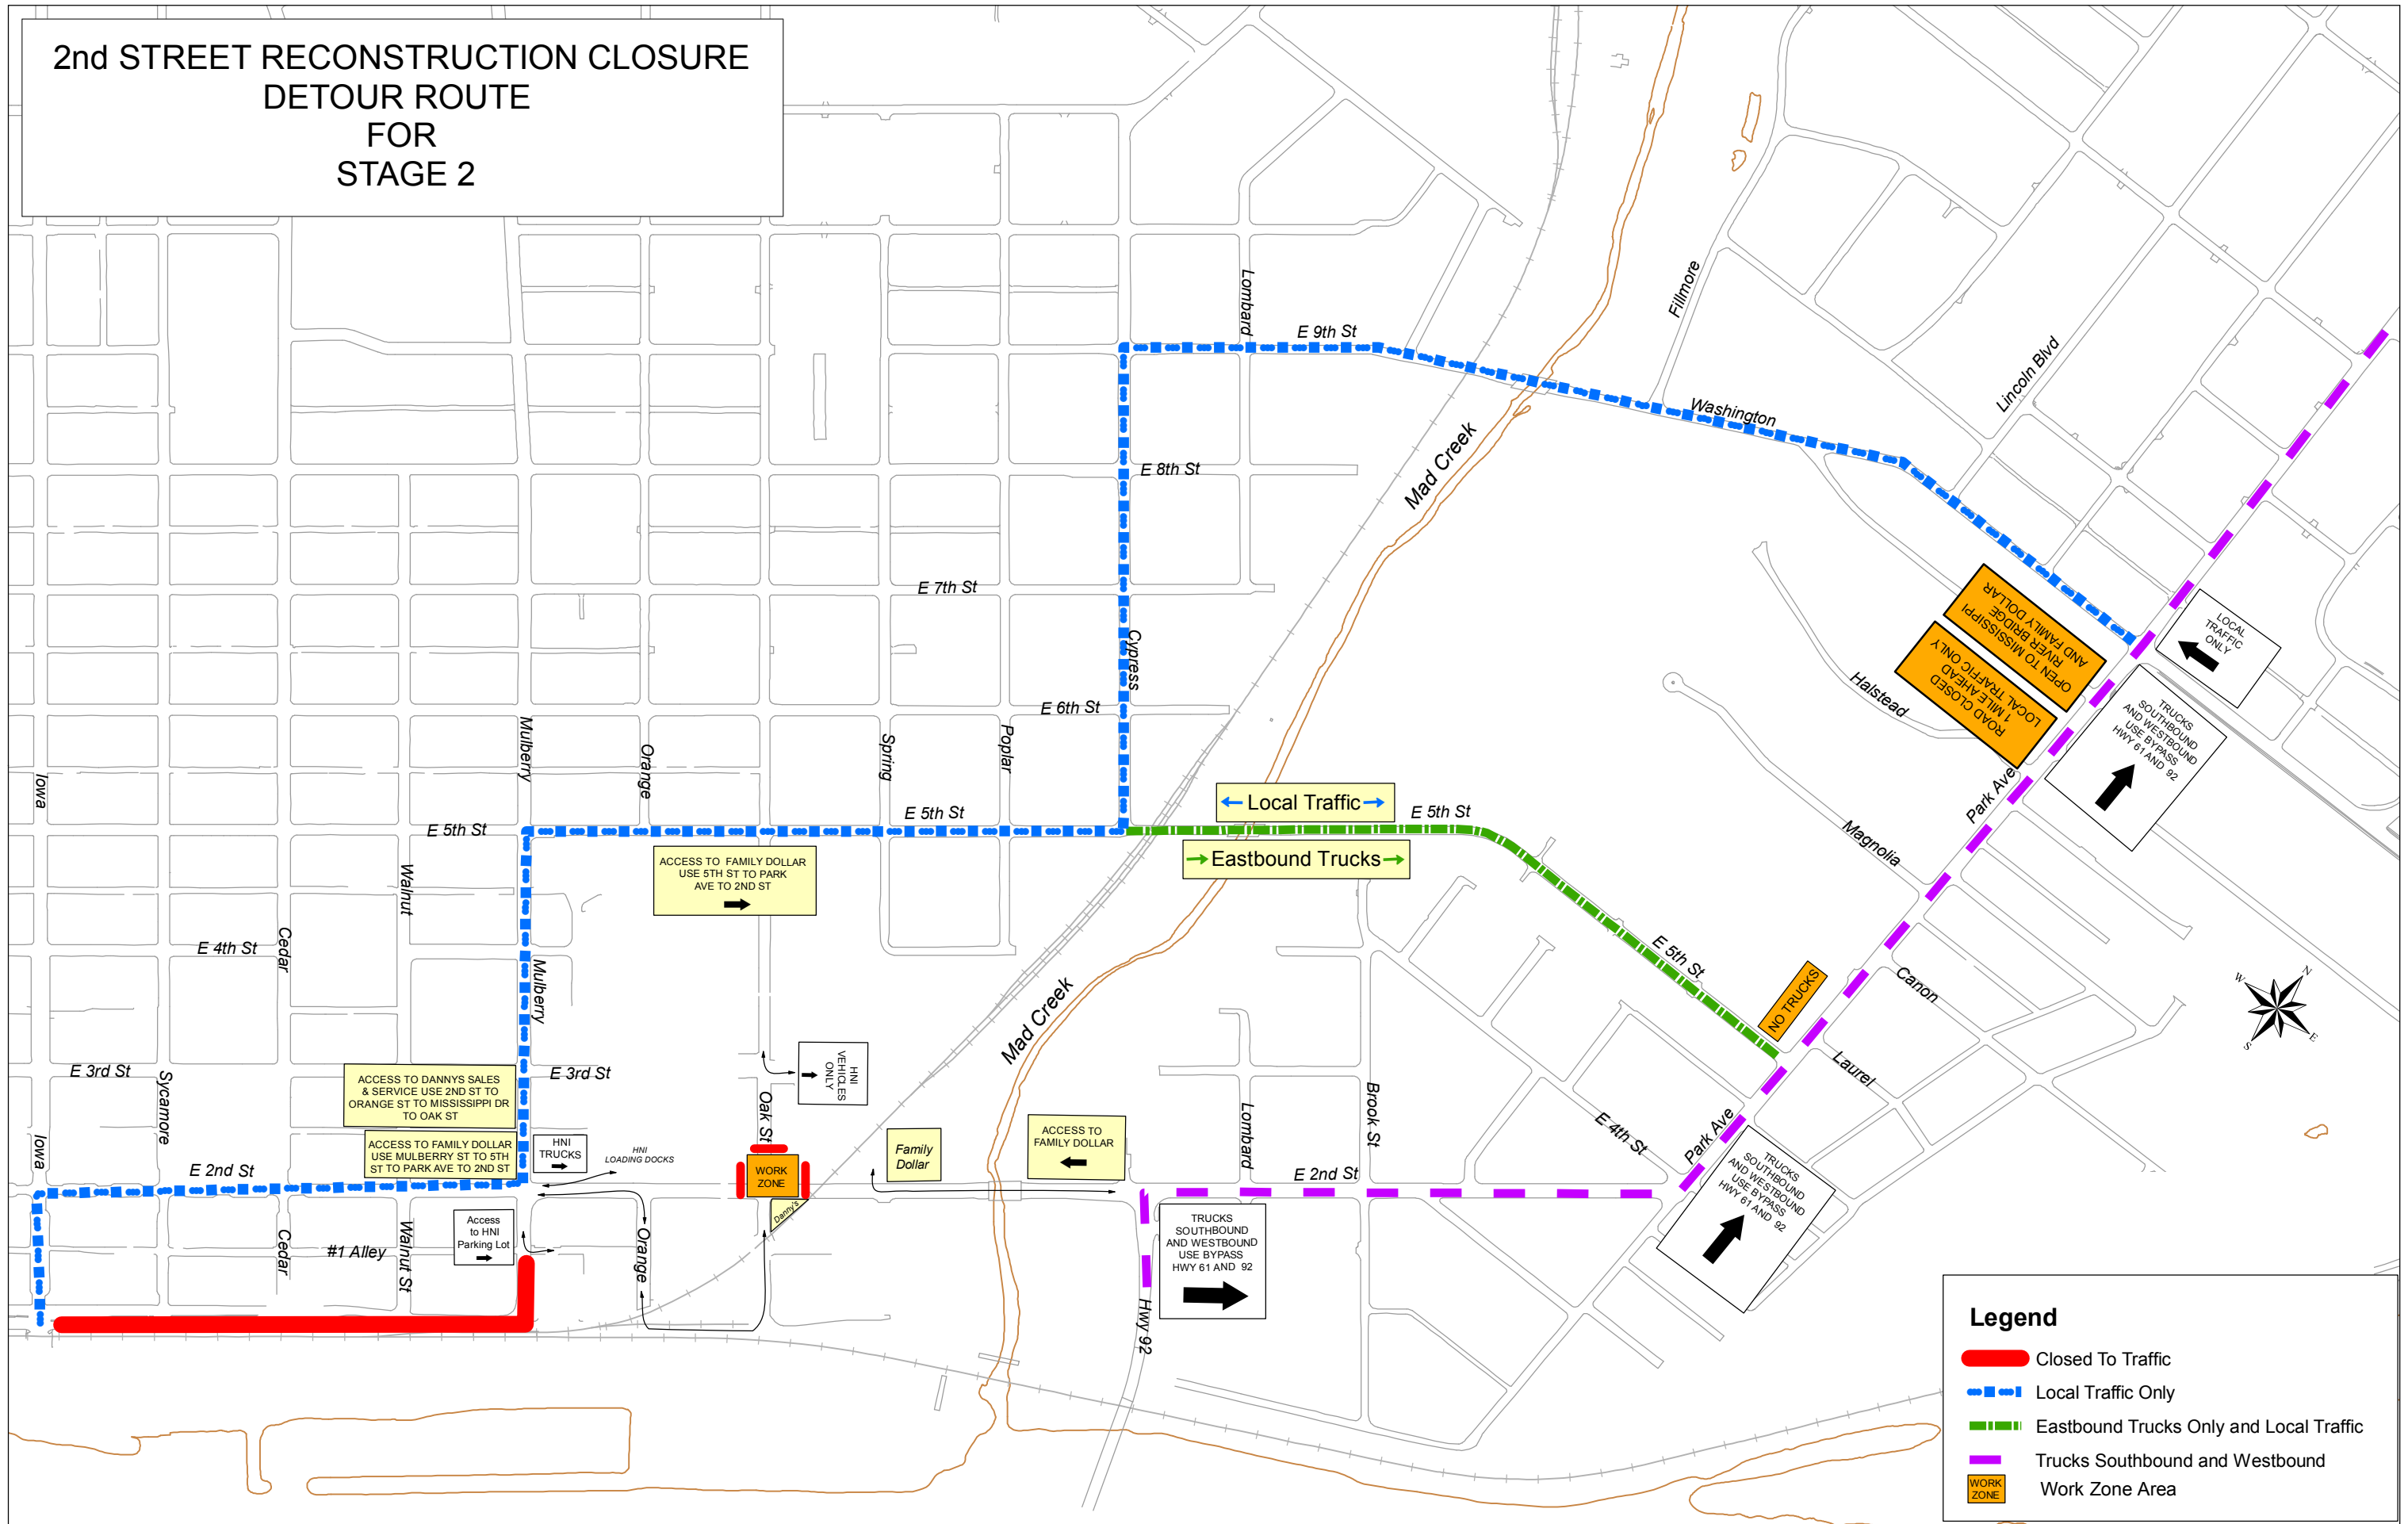 2nd STREET RECONSTRUCTION CLOSURE
DETOUR ROUTE
FOR
STAGE 2
Lombard
E 9th St
Fillmore
Washington
Lincoln Blvd
Mad Creek
E 8th St
E 7th St
Cypress
E 6th St
Mulberry
Orange
Spring
Poplar
Iowa
E 5th St
E 5th St
Local Traffic
E 5th St
Eastbound Trucks
ACCESS TO FAMILY DOLLAR
USE 5TH ST TO PARK
AVE TO 2ND ST
OPEN TO MISSISSIPPI
RIVER BRIDGE
AND FAMILY DOLLAR
ROAD CLOSED
1 MILE AHEAD
LOCAL TRAFFIC ONLY
LOCAL
TRAFFIC
ONLY
TRUCKS
SOUTHBOUND
AND WESTBOUND
USE BYPASS
HWY 61 AND 92
Halstead
Park Ave
Magnolia
Walnut
Cedar
E 4th St
Mulberry
E 5th St
NO TRUCKS
Canon
Laurel
N
W
E
S
Mad Creek
E 3rd St
Sycamore
E 3rd St
ACCESS TO DANNYS SALES
& SERVICE USE 2ND ST TO
ORANGE ST TO MISSISSIPPI DR
TO OAK ST
ACCESS TO FAMILY DOLLAR
USE MULBERRY ST TO 5TH
ST TO PARK AVE TO 2ND ST
HNI
TRUCKS
HNI
LOADING DOCKS
HNI
VEHICLES
ONLY
Oak St
WORK
ZONE
Danny's
Family
Dollar
ACCESS TO
FAMILY DOLLAR
Lombard
Brook St
E 4th St
Park Ave
E 2nd St
Iowa
E 2nd St
Cedar
#1 Alley
Walnut St
Access
to HNI
Parking Lot
Orange
Hwy 92
TRUCKS
SOUTHBOUND
AND WESTBOUND
USE BYPASS
HWY 61 AND 92
TRUCKS
SOUTHBOUND
AND WESTBOUND
USE BYPASS
HWY 61 AND 92
Legend
Closed To Traffic
Local Traffic Only
Eastbound Trucks Only and Local Traffic
Trucks Southbound and Westbound
WORK
ZONE
Work Zone Area